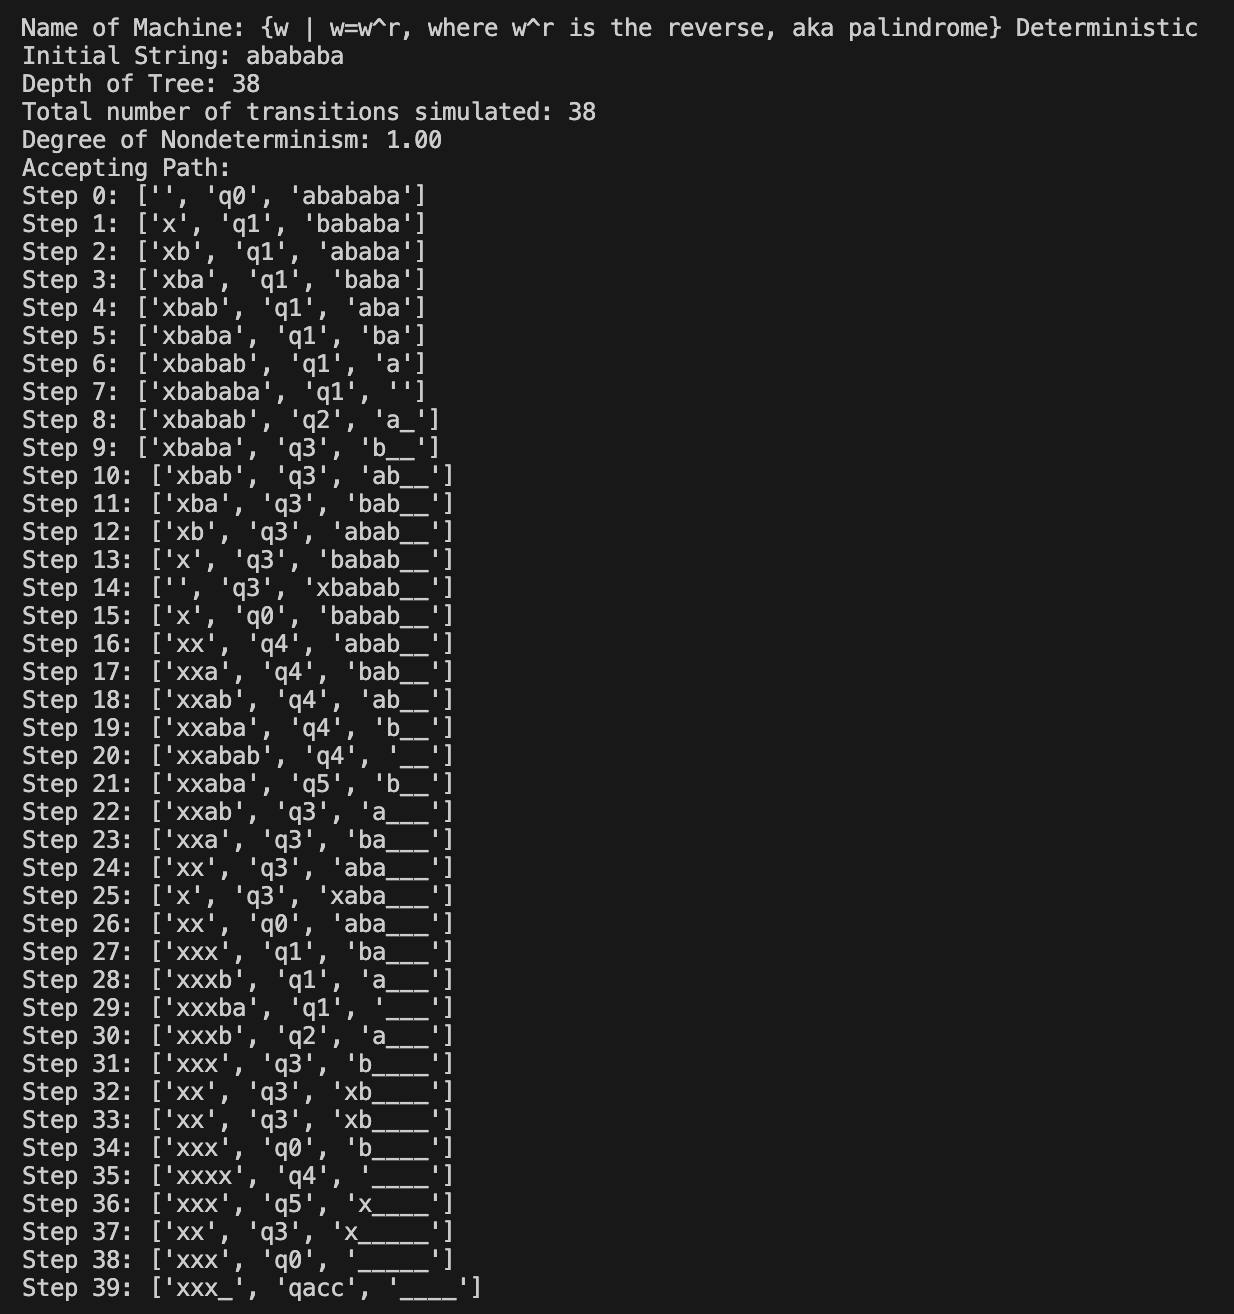 Name of Machine: {w | w=w^r, where w^r is the reverse, aka palindrome} Deterministic
Initial String: abababa
Depth of Tree: 38
Total number of transitions simulated: 38
Degree of Nondeterminism: 1.00
Accepting Path:
Step 0: ['', 'q0', 'abababa']
Step 1: ['x', 'q1', 'bababa']
Step 2: ['xb', 'q1', 'ababa']
Step 3: ['xba', 'q1', 'baba']
Step 4: ['xbab', 'q1', 'aba']
Step 5: ['xbaba', 'q1', 'ba']
Step 6: ['xbabab', 'q1', 'a']
Step 7: ['xbababa', 'q1', '']
Step 8: ['xbabab', 'q2', 'a_']
Step 9: ['xbaba', 'q3', 'b__']
Step 10: ['xbab', 'q3', 'ab__']
Step 11: ['xba', 'q3', 'bab__']
Step 12: ['xb', 'q3', 'abab__']
Step 13: ['x', 'q3', 'babab__']
Step 14: ['', 'q3', 'xbabab__']
Step 15: ['x', 'q0', 'babab__']
Step 16: ['xx', 'q4', 'abab__']
Step 17: ['xxa', 'q4', 'bab__']
Step 18: ['xxab', 'q4', 'ab__']
Step 19: ['xxaba', 'q4', 'b__']
Step 20: ['xxabab', 'q4', '__']
Step 21: ['xxaba', 'q5', 'b__']
Step 22: ['xxab', 'q3', 'a___']
Step 23: ['xxa', 'q3', 'ba___']
Step 24: ['xx', 'q3', 'aba___']
Step 25: ['x', 'q3', 'xaba___']
Step 26: ['xx', 'q0', 'aba___']
Step 27: ['xxx', 'q1', 'ba___']
Step 28: ['xxxb', 'q1', 'a___']
Step 29: ['xxxba', 'q1', '___']
Step 30: ['xxxb', 'q2', 'a___']
Step 31: ['xxx', 'q3', 'b____']
Step 32: ['xx', 'q3', 'xb____']
Step 33: ['xx', 'q3', 'xb____']
Step 34: ['xxx', 'q0', 'b____']
Step 35: ['xxxx', 'q4', '____']
Step 36: ['xxx', 'q5', 'x____']
Step 37: ['xx', 'q3', 'x_____']
Step 38: ['xxx', 'q0', '_____']
Step 39: ['xxx_', 'qacc', '____']